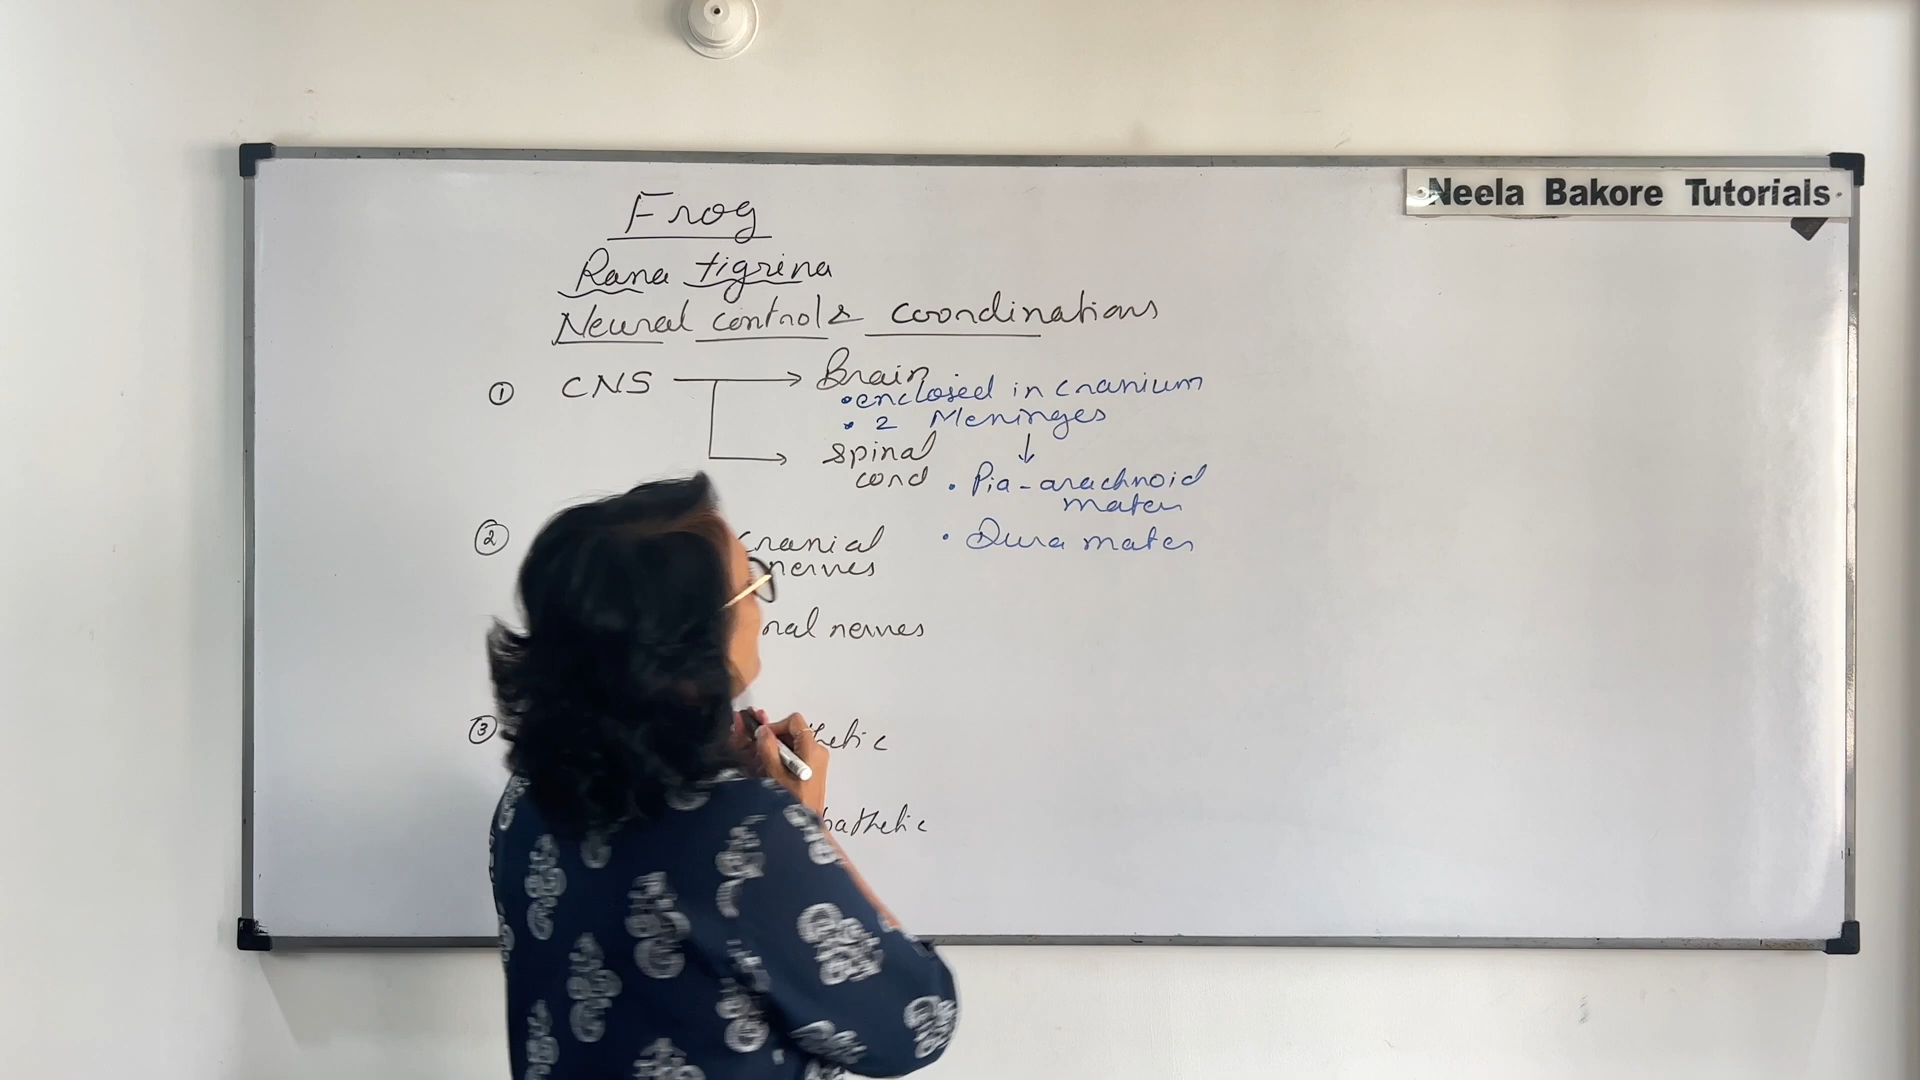 Neela Bakore Tutorials
Frog
Rana tigrina
Neural control & coordinations
① CNS → Brain
• enclosed in cranium
• 2 Meninges
↓
→ spinal cord
• Pia-arachnoid mater
• Dura mater
② cranial nerves
nerves
③